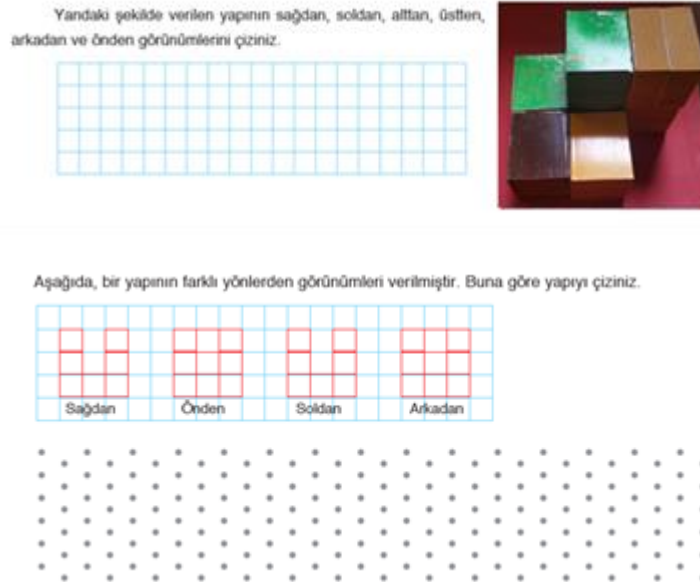 Yandaki şekilde verilen yapının sağdan, soldan, alttan, üstten,
arkadan ve önden görünümlerini çiziniz.
Aşağıda, bir yapının farklı yönlerden görünümleri verilmiştir. Buna göre yapıyı çiziniz.
Sağdan Önden Soldan Arkadan